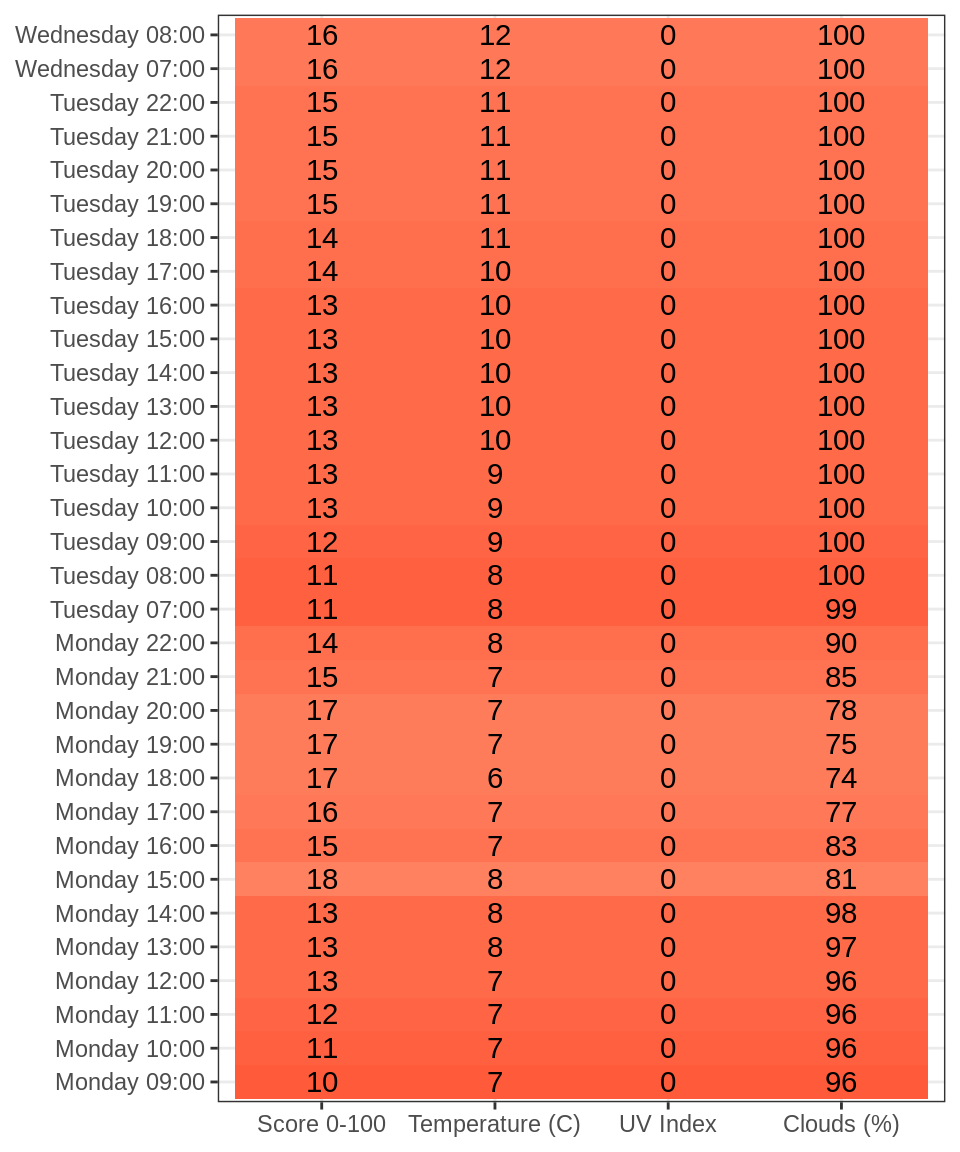 Wednesday 08:00 16 12 0 100
Wednesday 07:00 16 12 0 100
Tuesday 22:00 15 11 0 100
Tuesday 21:00 15 11 0 100
Tuesday 20:00 15 11 0 100
Tuesday 19:00 15 11 0 100
Tuesday 18:00 14 11 0 100
Tuesday 17:00 14 10 0 100
Tuesday 16:00 13 10 0 100
Tuesday 15:00 13 10 0 100
Tuesday 14:00 13 10 0 100
Tuesday 13:00 13 10 0 100
Tuesday 12:00 13 10 0 100
Tuesday 11:00 13 9 0 100
Tuesday 10:00 13 9 0 100
Tuesday 09:00 12 9 0 100
Tuesday 08:00 11 8 0 100
Tuesday 07:00 11 8 0 99
Monday 22:00 14 8 0 90
Monday 21:00 15 7 0 85
Monday 20:00 17 7 0 78
Monday 19:00 17 7 0 75
Monday 18:00 17 6 0 74
Monday 17:00 16 7 0 77
Monday 16:00 15 7 0 83
Monday 15:00 18 8 0 81
Monday 14:00 13 8 0 98
Monday 13:00 13 8 0 97
Monday 12:00 13 7 0 96
Monday 11:00 12 7 0 96
Monday 10:00 11 7 0 96
Monday 09:00 10 7 0 96
Score 0-100 Temperature (C) UV Index Clouds (%)